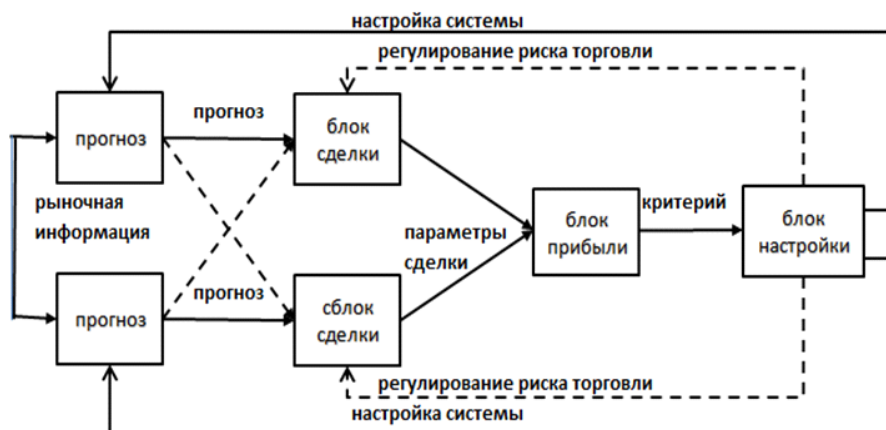 настройка системы
регулирование риска торговли
прогноз
прогноз
блок
сделки
рыночная
информация
критерий
блок
прибыли
блок
настройки
параметры
сделки
прогноз
прогноз
сблок
сделки
регулирование риска торговли
настройка системы